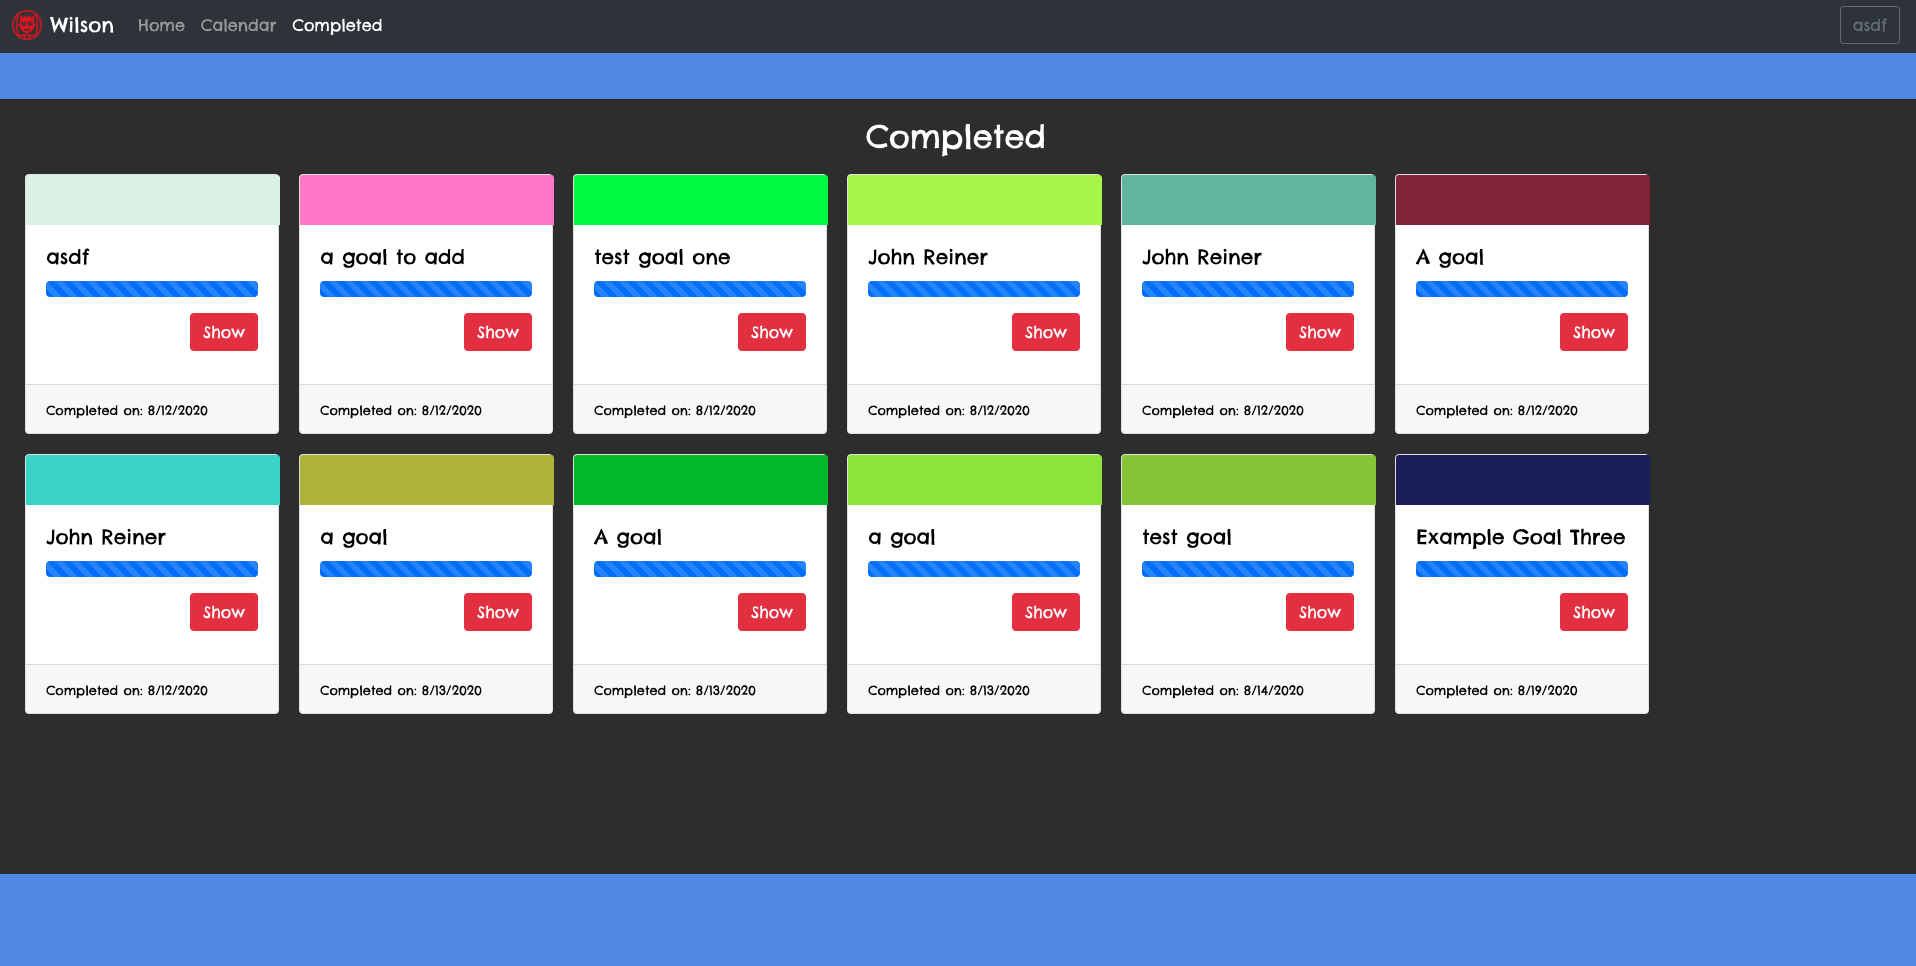 Wilson Home Calendar Completed asdf
Completed
asdf
Show
Completed on: 8/12/2020
a goal to add
Show
Completed on: 8/12/2020
test goal one
Show
Completed on: 8/12/2020
John Reiner
Show
Completed on: 8/12/2020
John Reiner
Show
Completed on: 8/12/2020
A goal
Show
Completed on: 8/12/2020
John Reiner
Show
Completed on: 8/12/2020
a goal
Show
Completed on: 8/13/2020
A goal
Show
Completed on: 8/13/2020
a goal
Show
Completed on: 8/13/2020
test goal
Show
Completed on: 8/14/2020
Example Goal Three
Show
Completed on: 8/19/2020